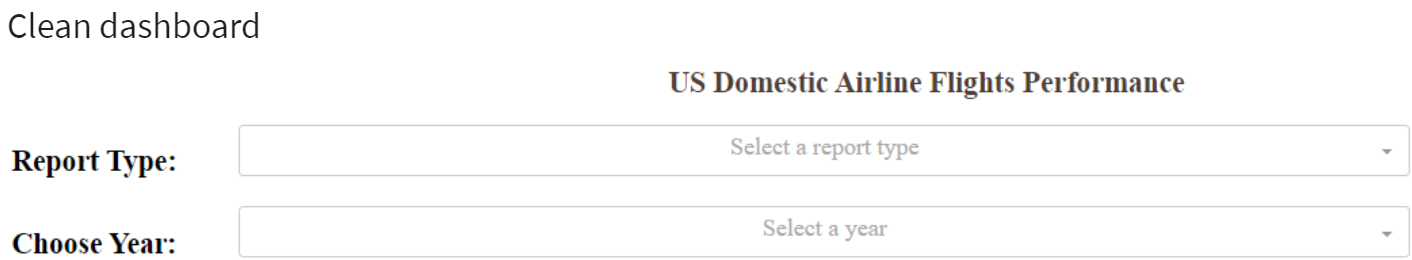 Clean dashboard
US Domestic Airline Flights Performance
Report Type:
Select a report type
Choose Year:
Select a year